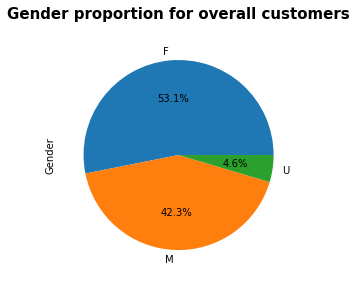 Gender proportion for overall customers
F
53.1%
Gender
4.6%
U
42.3%
M